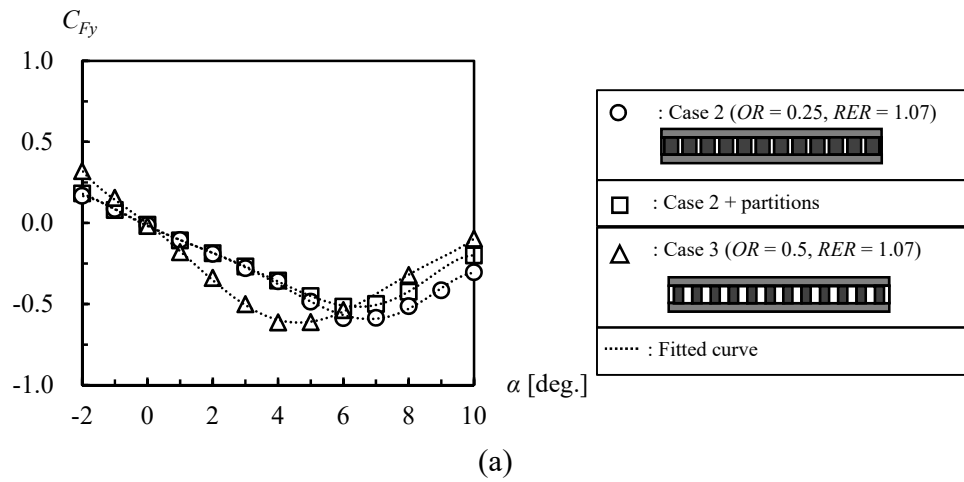 C_Fy
1.0
0.5
0.0
-0.5
-1.0
-2 0 2 4 6 8 10
α [deg.]
: Case 2 (OR = 0.25, RER = 1.07)
: Case 2 + partitions
: Case 3 (OR = 0.5, RER = 1.07)
: Fitted curve
(a)